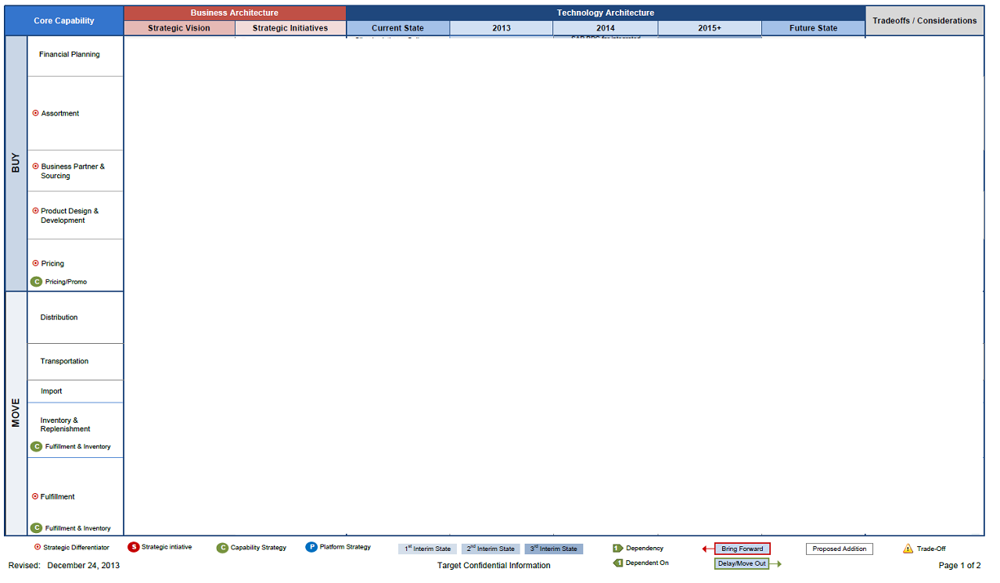 Core Capability
Business Architecture
Technology Architecture
Tradeoffs / Considerations
Strategic Vision
Strategic Initiatives
Current State
2013
2014
2015+
Future State
BUY
Financial Planning
Assortment
Business Partner &
Sourcing
Product Design &
Development
Pricing
C Pricing/Promo
MOVE
Distribution
Transportation
Import
Inventory &
Replenishment
C Fulfillment & Inventory
Fulfillment
C Fulfillment & Inventory
Strategic Differentiator
S Strategic intiative
C Capability Strategy
P Platform Strategy
1st Interim State
2nd Interim State
3rd Interim State
1 Dependency
1 Dependent On
Bring Forward
Delay/Move Out
Proposed Addition
Trade-Off
Revised: December 24, 2013
Target Confidential Information
Page 1 of 2